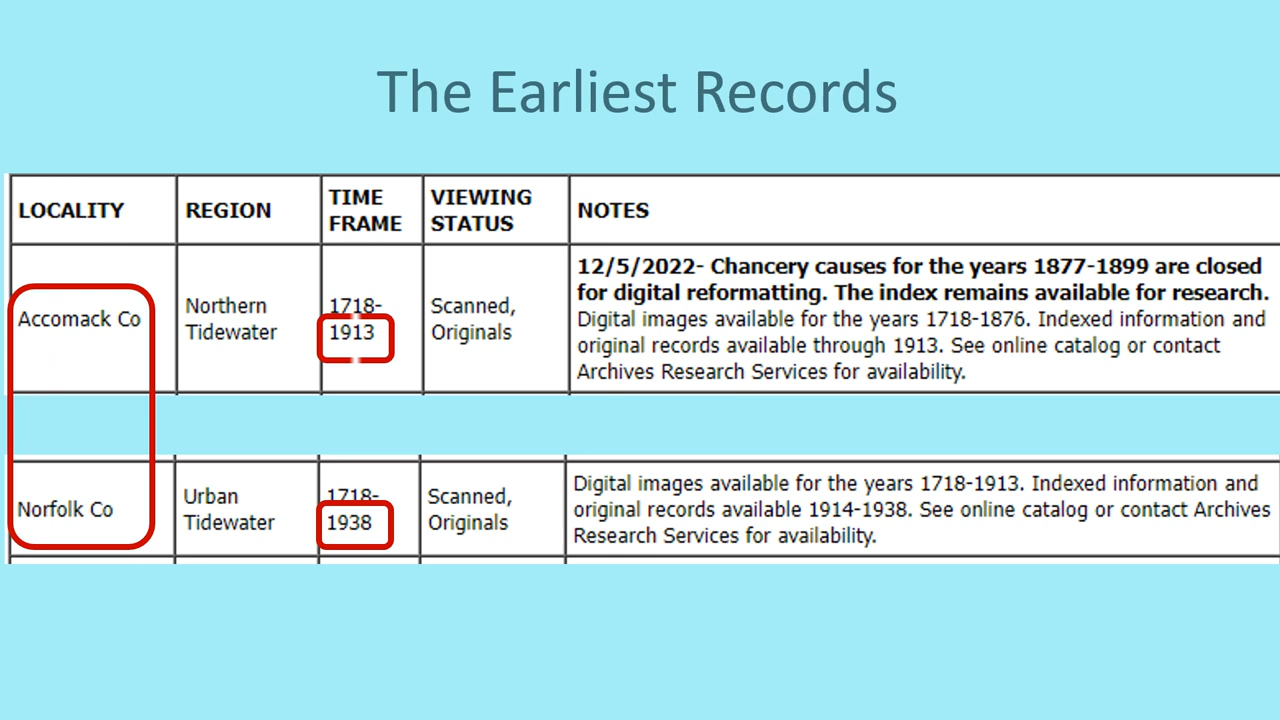 The Earliest Records
LOCALITY
REGION
TIME
FRAME
VIEWING
STATUS
NOTES
Accomack Co
Northern
Tidewater
1718-
1913
Scanned,
Originals
12/5/2022- Chancery causes for the years 1877-1899 are closed
for digital reformatting. The index remains available for research.
Digital images available for the years 1718-1876. Indexed information and
original records available through 1913. See online catalog or contact
Archives Research Services for availability.
Norfolk Co
Urban
Tidewater
1718-
1938
Scanned,
Originals
Digital images available for the years 1718-1913. Indexed information and
original records available 1914-1938. See online catalog or contact Archives
Research Services for availability.